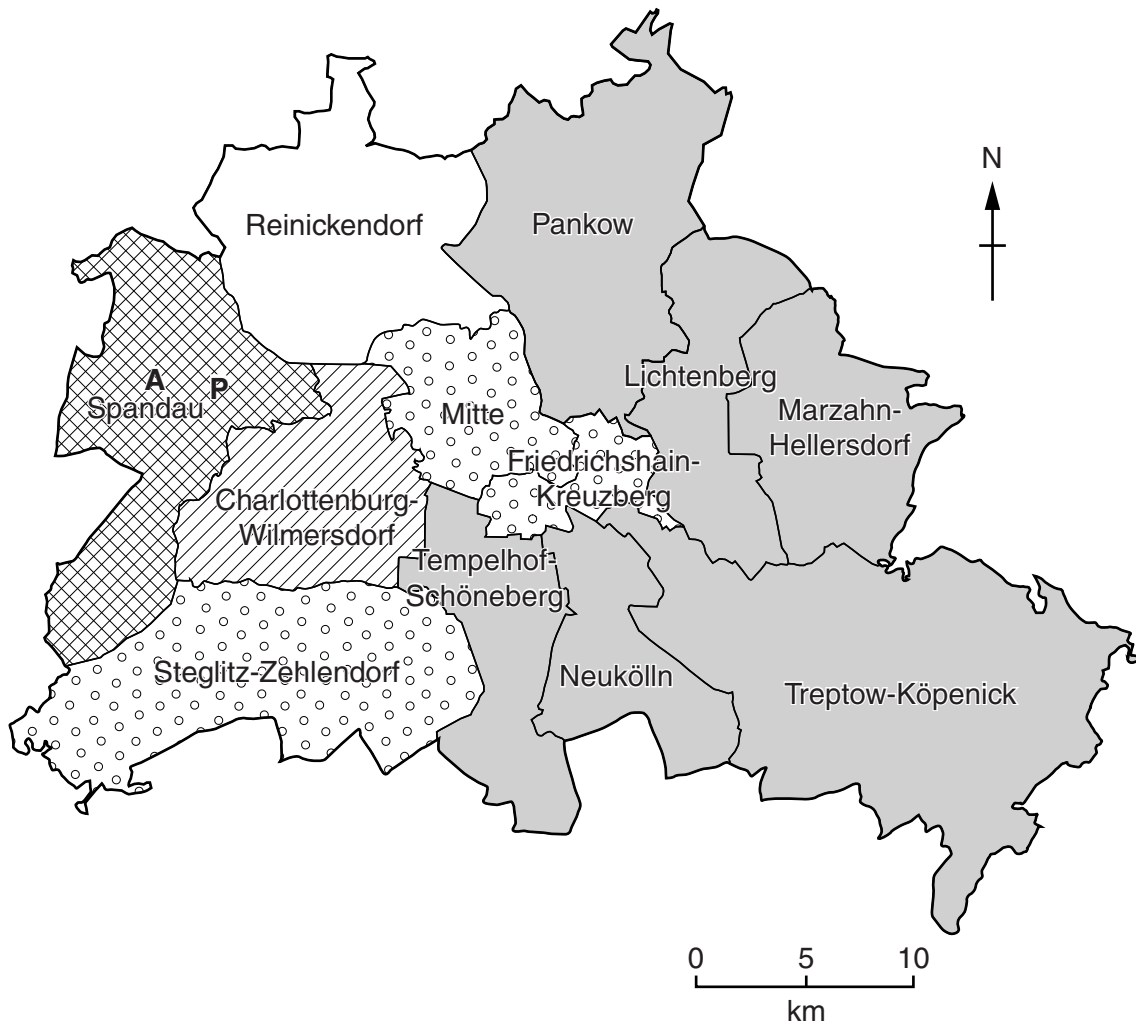 N
Reinickendorf
Pankow
A
P
Spandau
Lichtenberg
Mitte
Marzahn-
Hellersdorf
Friedrichshain-
Kreuzberg
Charlottenburg-
Wilmersdorf
Tempelhof-
Schöneberg
Steglitz-Zehlendorf
Neukölln
Treptow-Köpenick
0 5 10
km